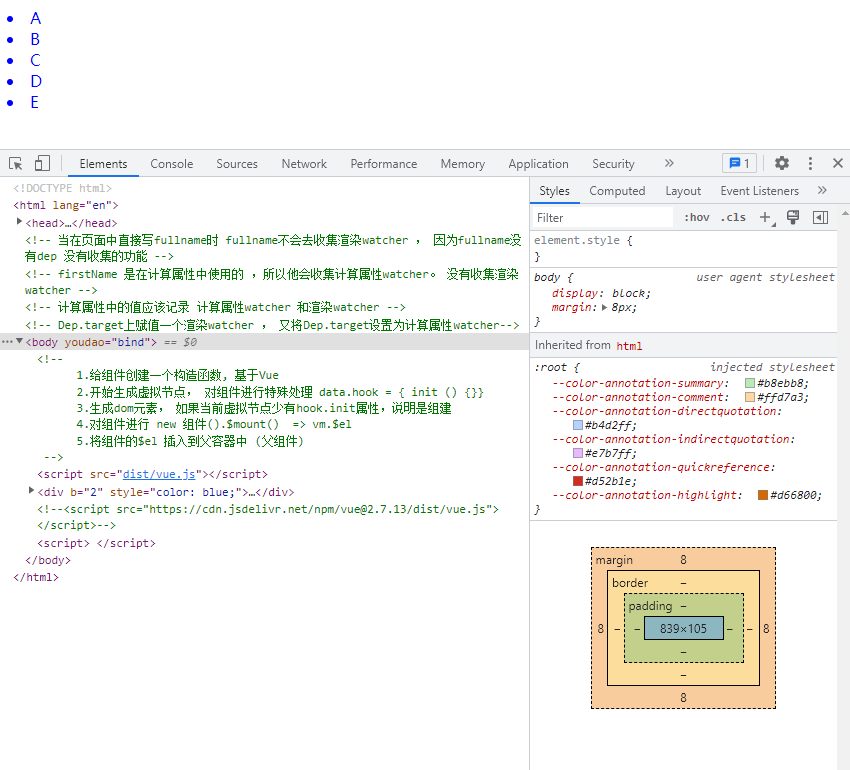 A
B
C
D
E
Elements Console Sources Network Performance Memory Application Security » 1
<!DOCTYPE html>
<html lang="en">
<head>…</head>
<!-- 当在页面中直接写fullname时 fullname不会去收集渲染watcher ， 因为fullname没
有dep 没有收集的功能 -->
<!-- firstName 是在计算属性中使用的 ，所以他会收集计算属性watcher。 没有收集渲染
watcher -->
<!-- 计算属性中的值应该记录 计算属性watcher 和渲染watcher -->
<!-- Dep.target上赋值一个渲染watcher ， 又将Dep.target设置为计算属性watcher-->
<body youdao="bind"> == $0
<!--
1.给组件创建一个构造函数, 基于Vue
2.开始生成虚拟节点， 对组件进行特殊处理 data.hook = { init () {}}
3.生成dom元素， 如果当前虚拟节点少有hook.init属性，说明是组建
4.对组件进行 new 组件().$mount()  => vm.$el
5.将组件的$el 插入到父容器中 (父组件)
-->
<script src="dist/vue.js"></script>
<div b="2" style="color: blue;">…</div>
<!--<script src="https://cdn.jsdelivr.net/npm/vue@2.7.13/dist/vue.js">
</script>-->
<script> </script>
</body>
</html>
Styles Computed Layout Event Listeners »
Filter :hov .cls
element.style {
}
body { user agent stylesheet
display: block;
margin: 8px;
}
Inherited from html
:root { injected stylesheet
--color-annotation-summary: #b8ebb8;
--color-annotation-comment: #ffd7a3;
--color-annotation-directquotation:
#b4d2ff;
--color-annotation-indirectquotation:
#e7b7ff;
--color-annotation-quickreference:
#d52b1e;
--color-annotation-highlight: #d66800;
}
margin 8
border –
padding –
8 – – 839×105 – – 8
–
–
8